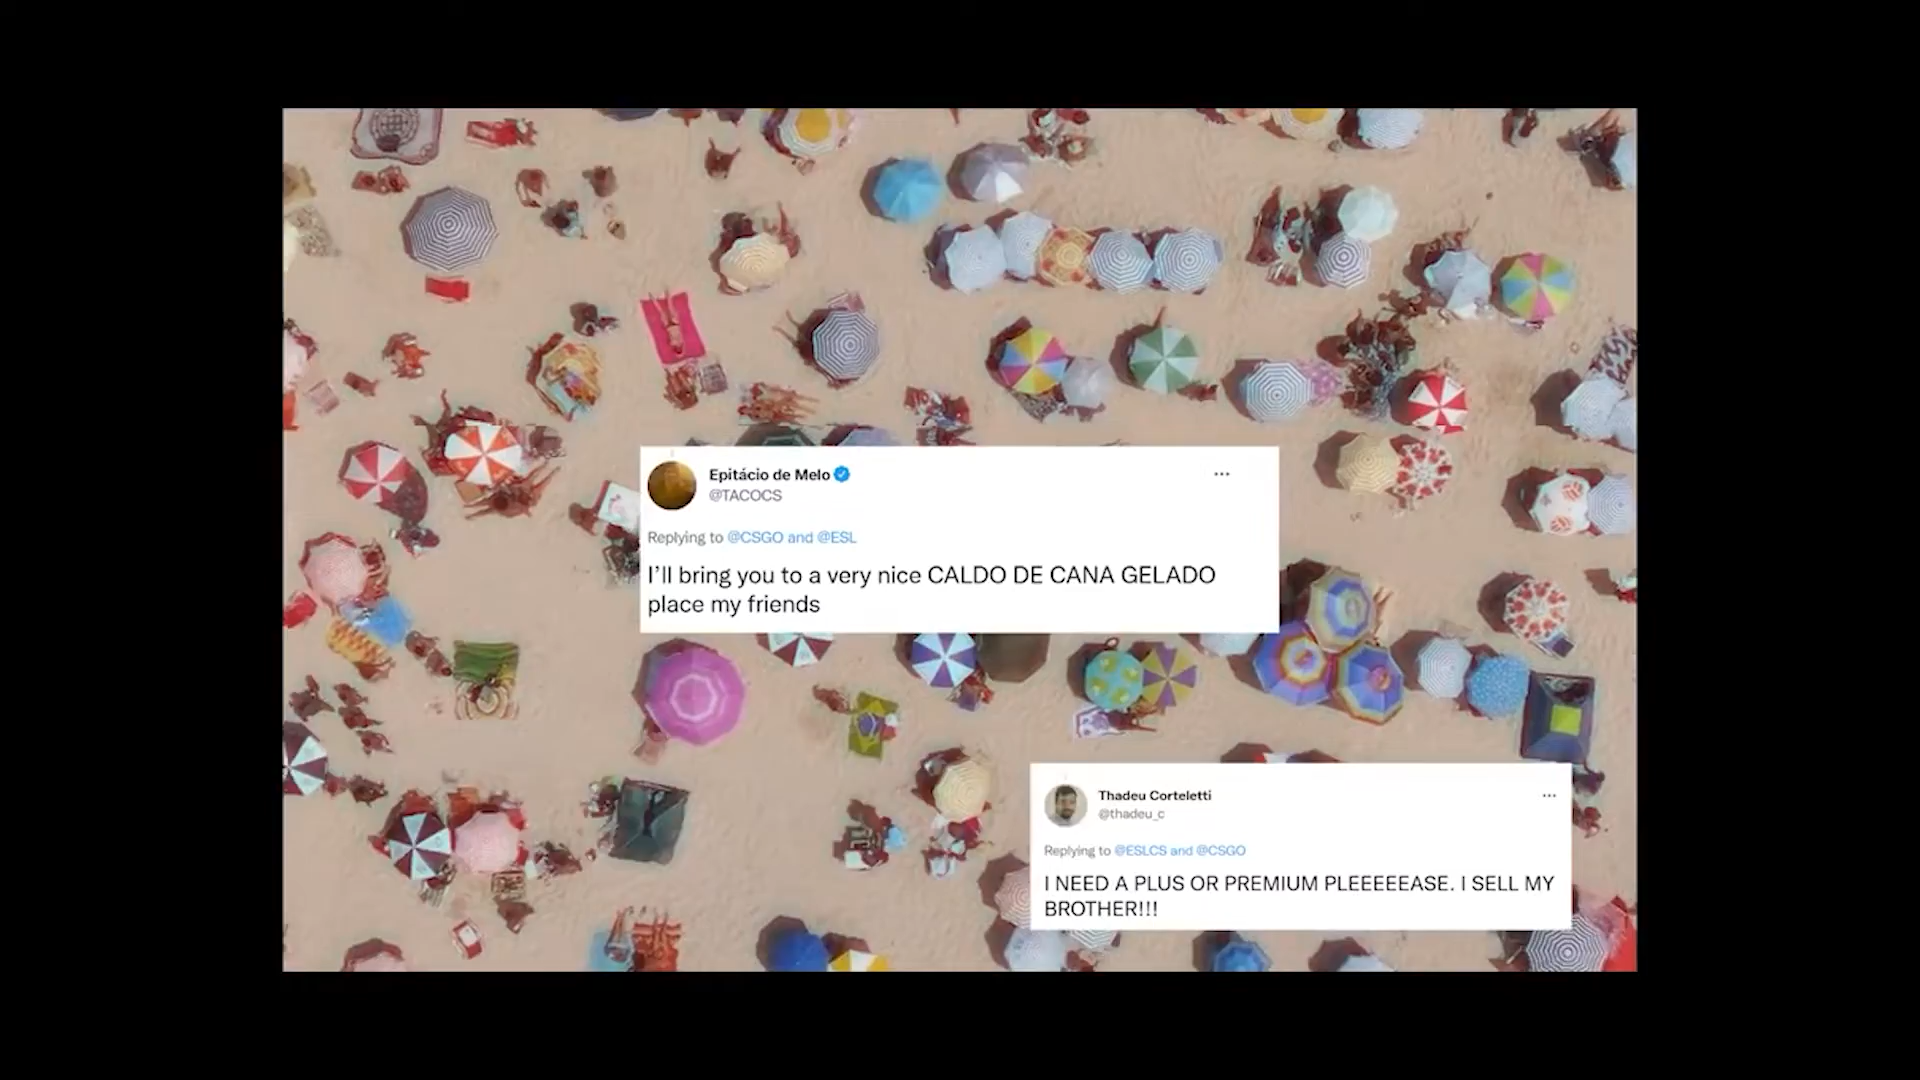 Epitácio de Melo
@TACOCS
Replying to @CSGO and @ESL
I'll bring you to a very nice CALDO DE CANA GELADO
place my friends
Thadeu Corteletti
@thadeu_c
Replying to @ESLCS and @CSGO
I NEED A PLUS OR PREMIUM PLEEEEEASE. I SELL MY
BROTHER!!!